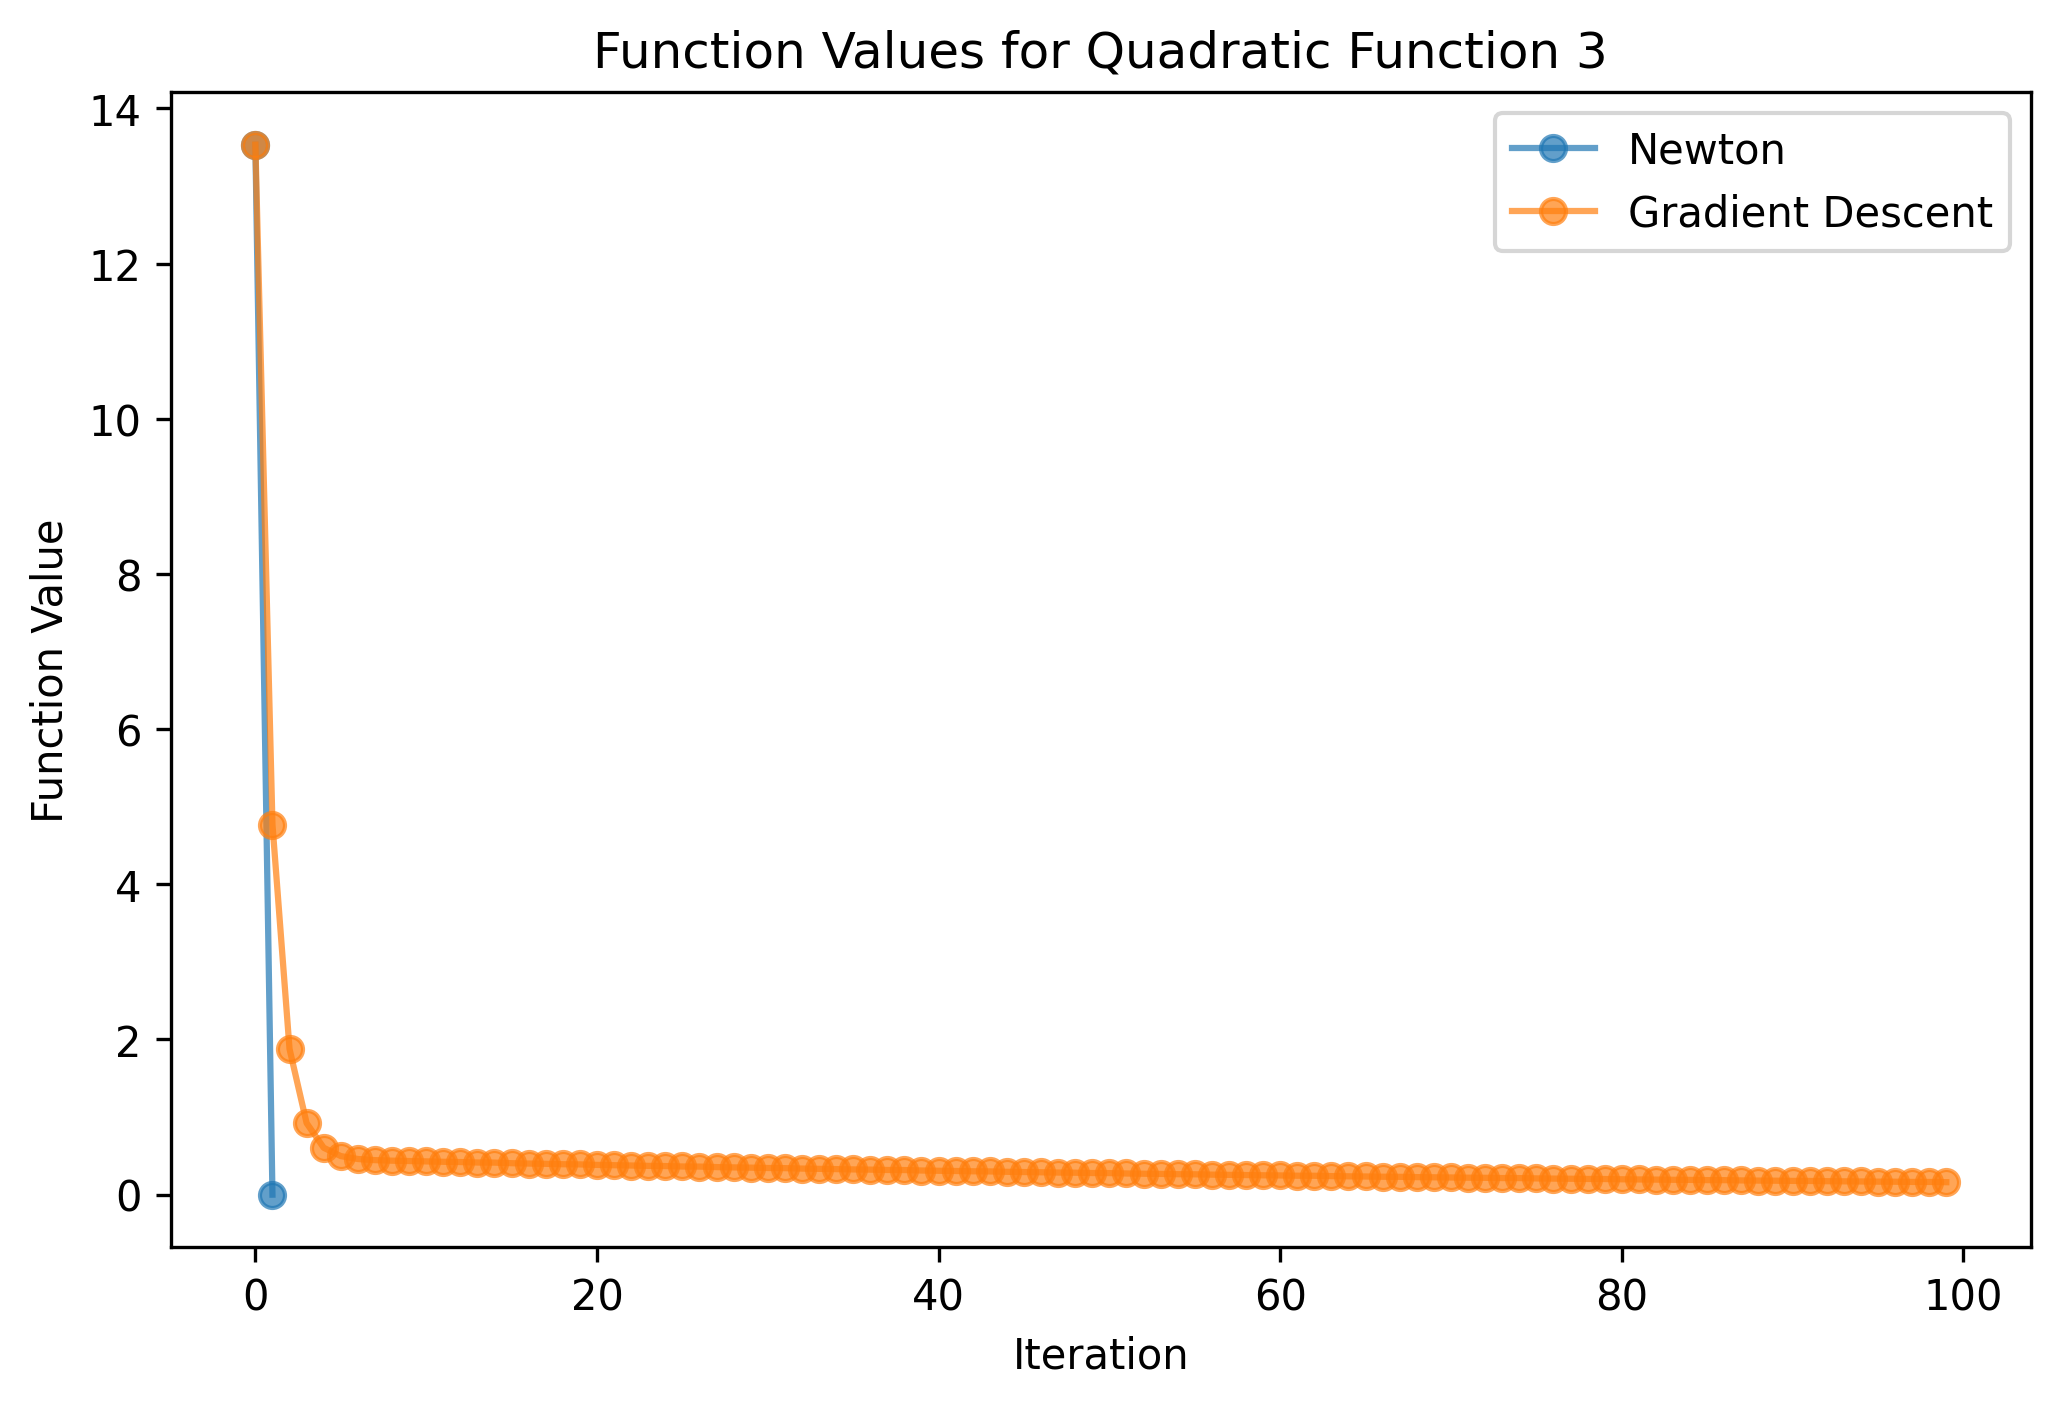 Function Values for Quadratic Function 3
Newton
Gradient Descent
Function Value
14
12
10
8
6
4
2
0
0 20 40 60 80 100
Iteration